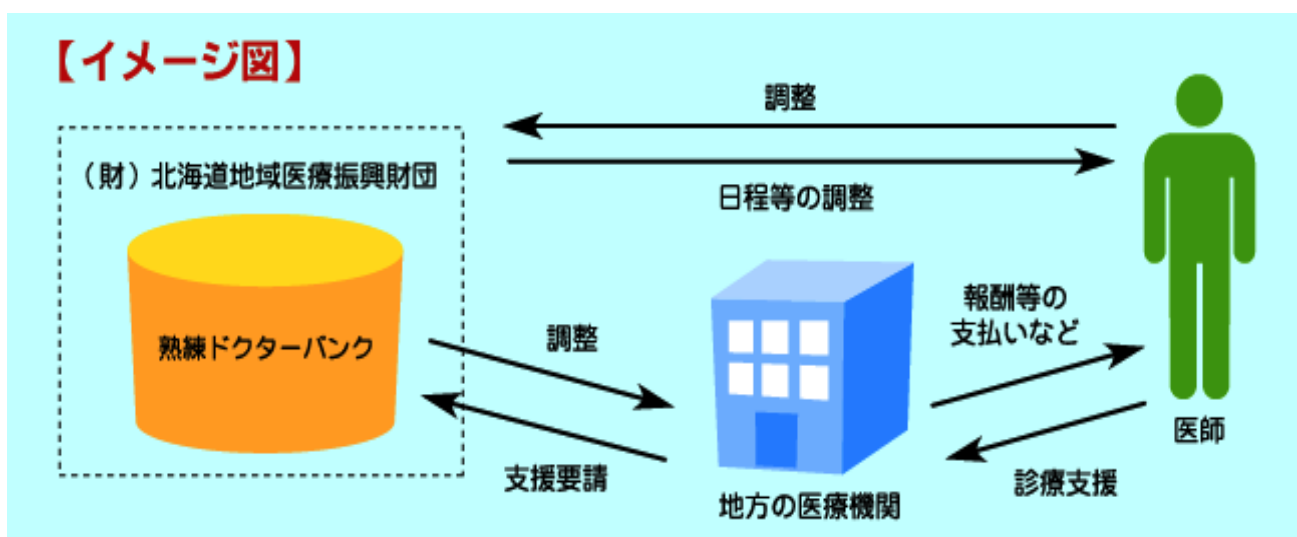 【イメージ図】
調整
（財）北海道地域医療振興財団
日程等の調整
熟練ドクターバンク
調整
報酬等の
支払いなど
支援要請
地方の医療機関
診療支援
医師